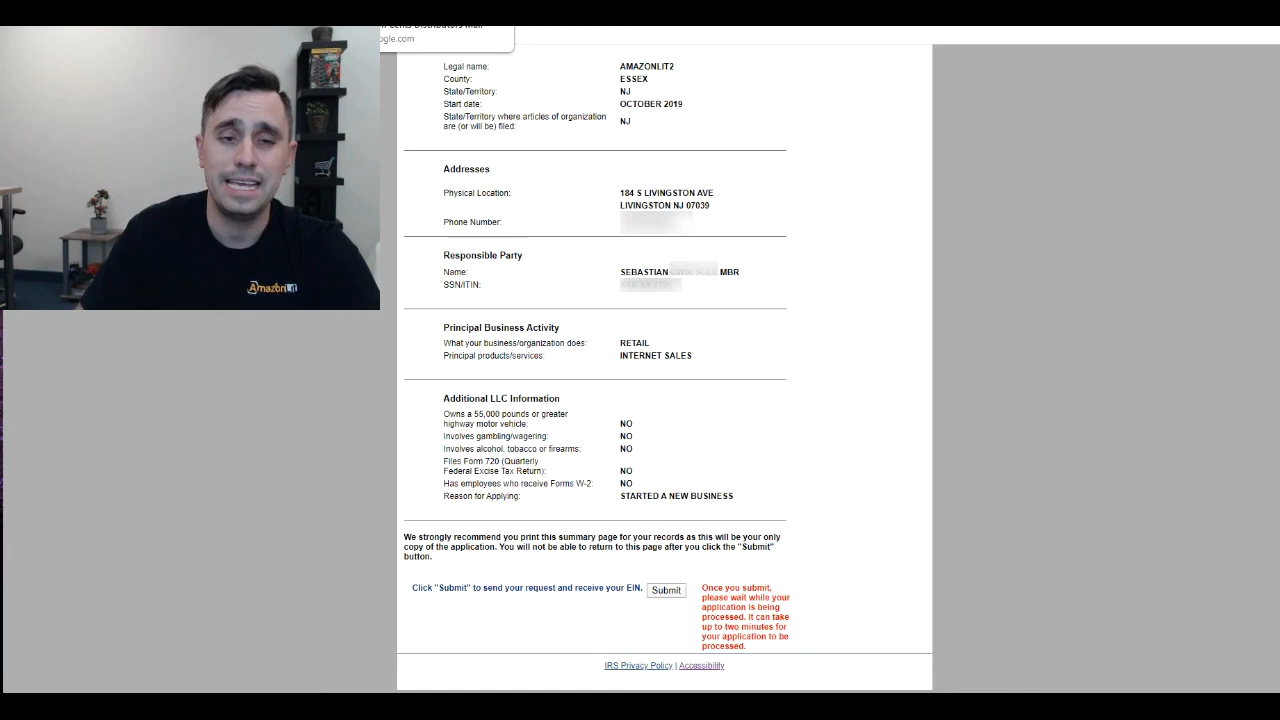 ogle.com
Legal name: AMAZONLIT2
County: ESSEX
State/Territory: NJ
Start date: OCTOBER 2019
State/Territory where articles of organization
are (or will be) filed: NJ
Addresses
Physical Location: 184 S LIVINGSTON AVE
LIVINGSTON NJ 07039
Phone Number:
Responsible Party
Name: SEBASTIAN MBR
SSN/ITIN:
AmazonLit
Principal Business Activity
What your business/organization does: RETAIL
Principal products/services: INTERNET SALES
Additional LLC Information
Owns a 55,000 pounds or greater
highway motor vehicle: NO
Involves gambling/wagering: NO
Involves alcohol, tobacco or firearms: NO
Files Form 720 (Quarterly
Federal Excise Tax Return): NO
Has employees who receive Forms W-2: NO
Reason for Applying: STARTED A NEW BUSINESS
We strongly recommend you print this summary page for your records as this will be your only
copy of the application. You will not be able to return to this page after you click the "Submit"
button.
Click "Submit" to send your request and receive your EIN. Submit
Once you submit,
please wait while your
application is being
processed. It can take
up to two minutes for
your application to be
processed.
IRS Privacy Policy | Accessibility